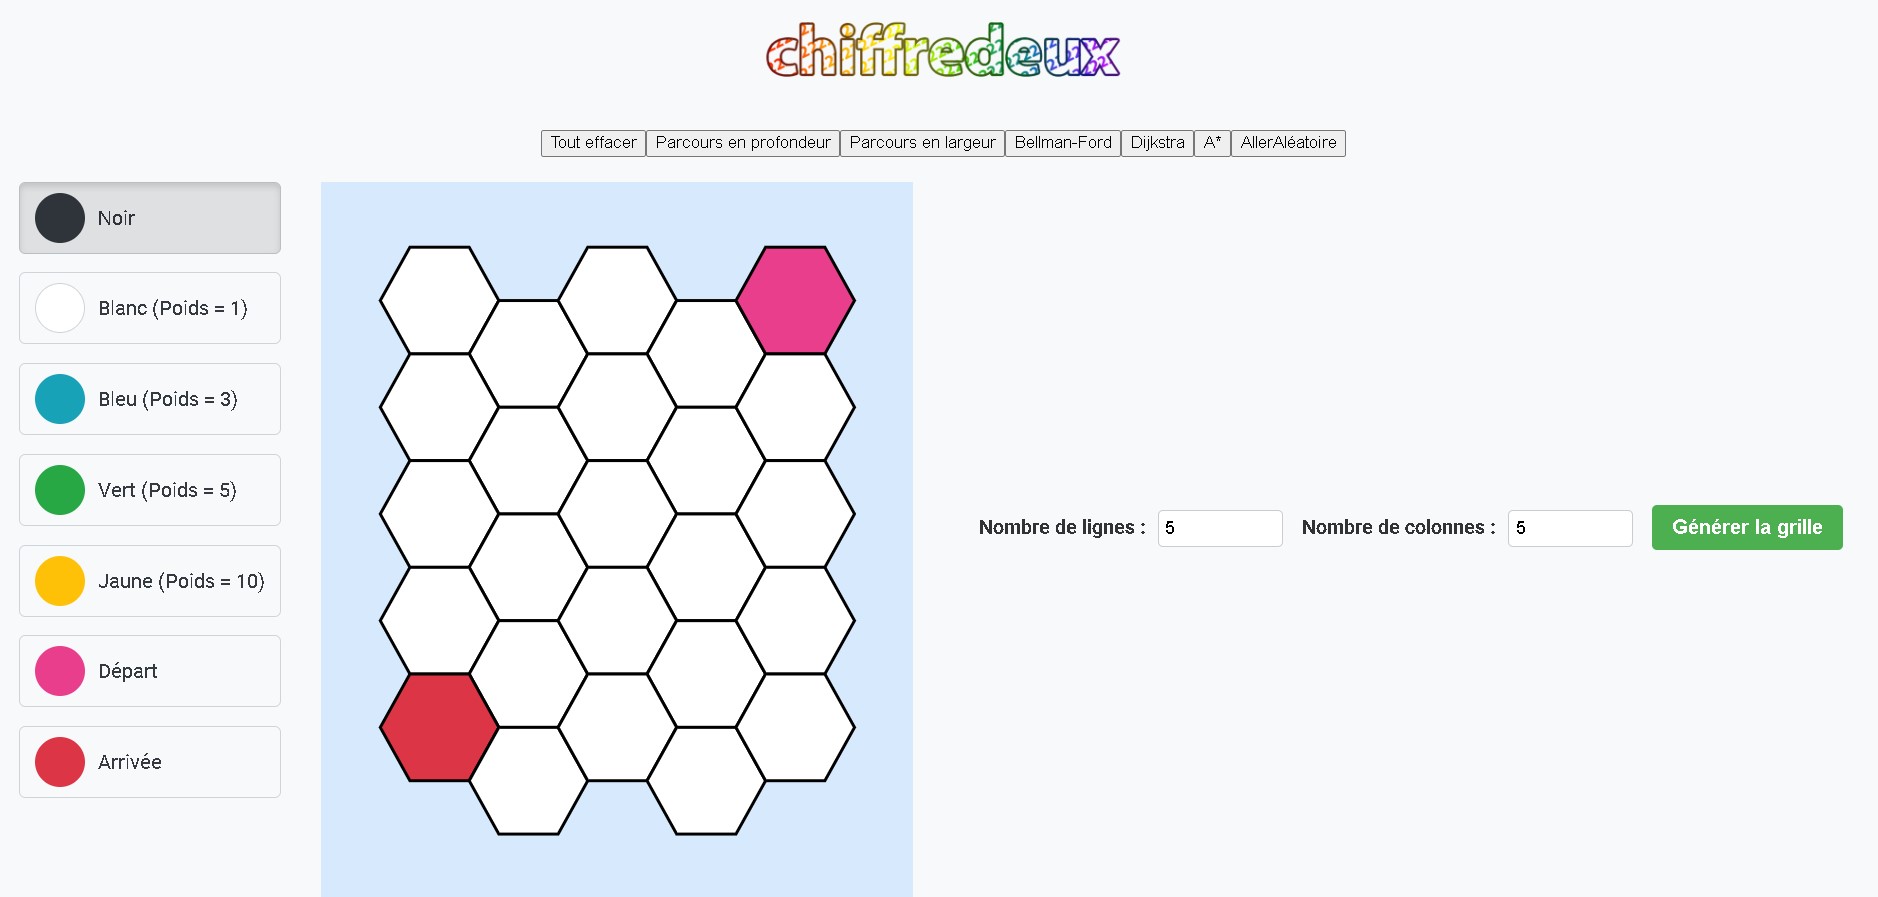 chiffredeux
Tout effacer Parcours en profondeur Parcours en largeur Bellman-Ford Dijkstra A* AllerAléatoire
Noir
Blanc (Poids = 1)
Bleu (Poids = 3)
Vert (Poids = 5)
Jaune (Poids = 10)
Départ
Arrivée
Nombre de lignes : 5 Nombre de colonnes : 5 Générer la grille